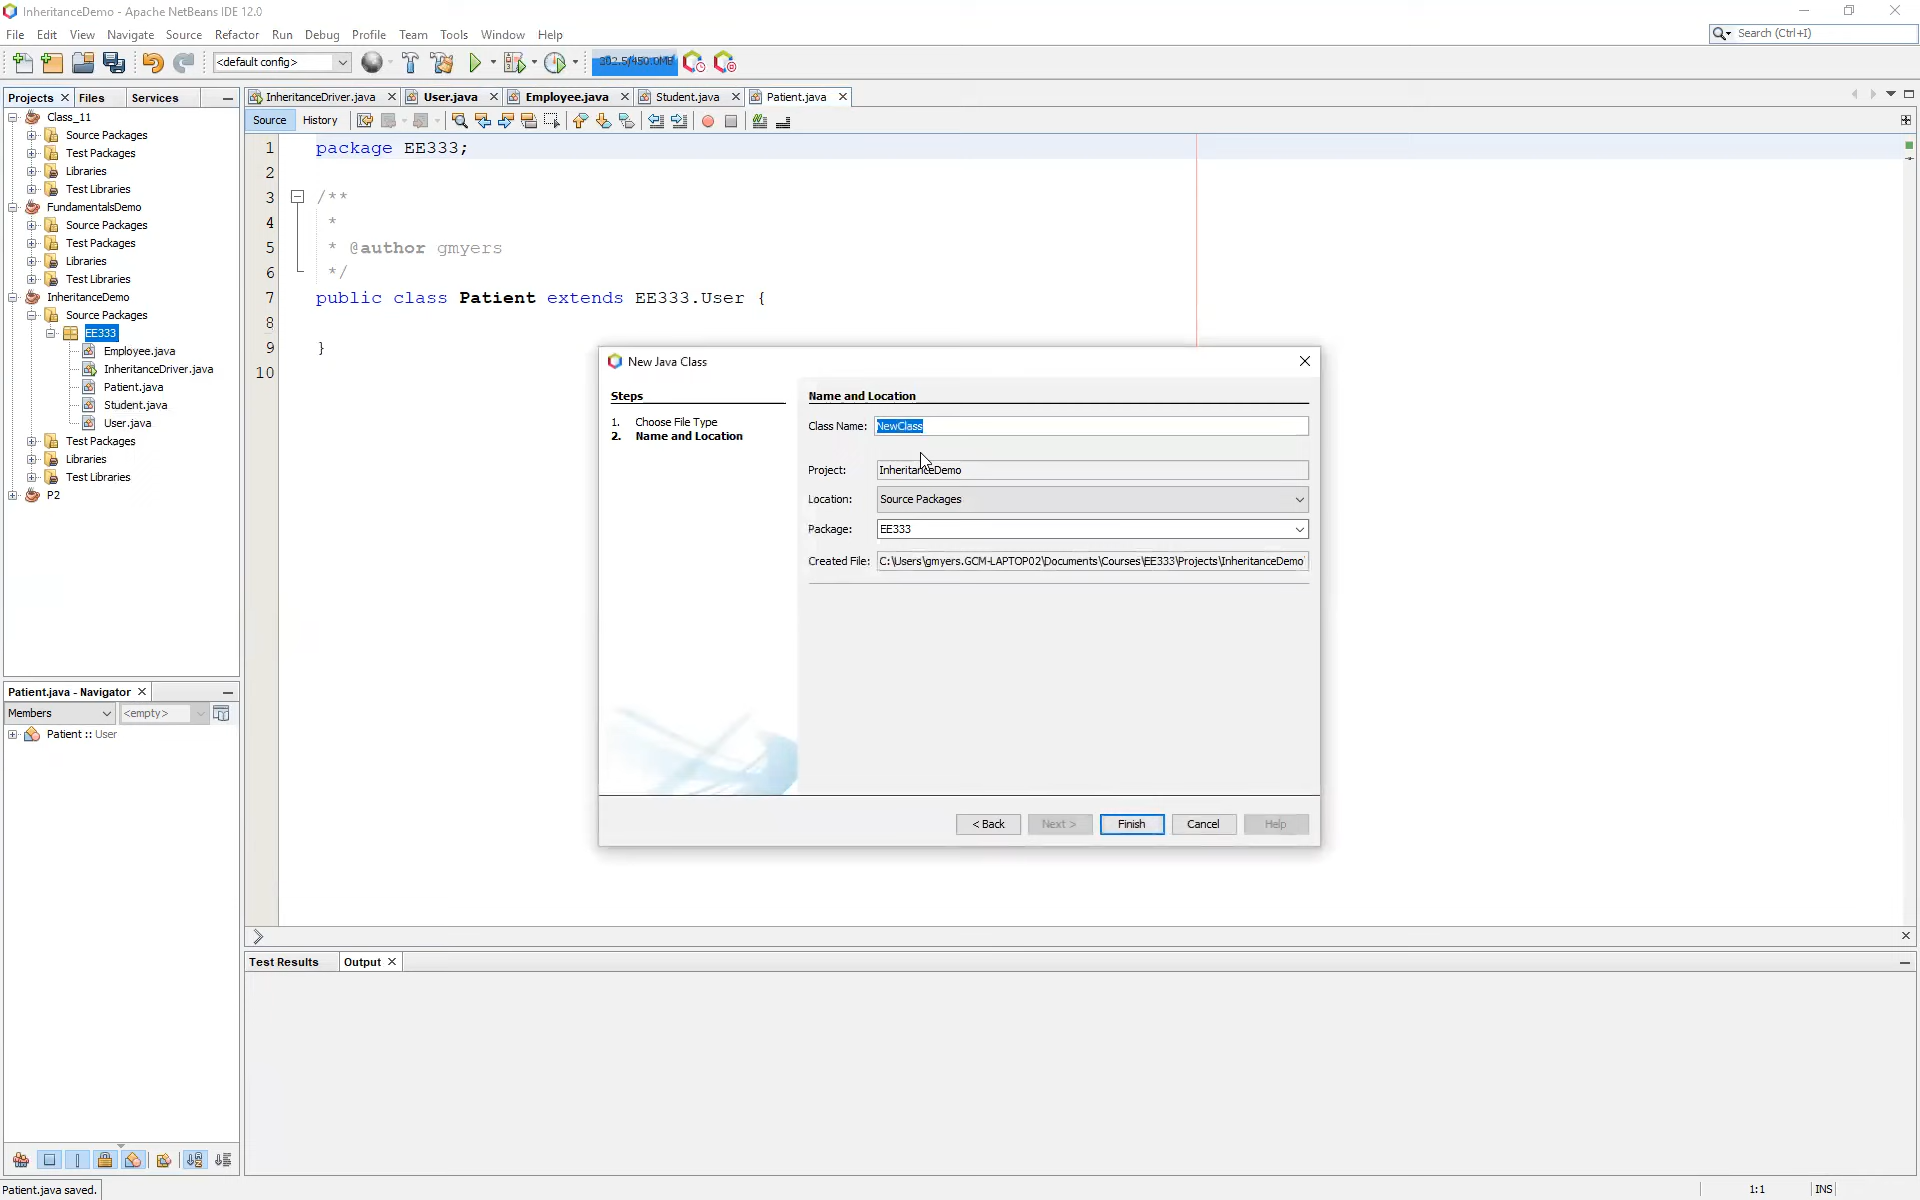 InheritanceDemo - Apache NetBeans IDE 12.0
File Edit View Navigate Source Refactor Run Debug Profile Team Tools Window Help
Search (Ctrl+I)
<default config>
202.5/450.0MB
Projects Files Services
InheritanceDriver.java User.java Employee.java Student.java Patient.java
Source History
Class_11
Source Packages
Test Packages
Libraries
Test Libraries
FundamentalsDemo
Source Packages
Test Packages
Libraries
Test Libraries
InheritanceDemo
Source Packages
EE333
Employee.java
InheritanceDriver.java
Patient.java
Student.java
User.java
Test Packages
Libraries
Test Libraries
P2
1 package EE333;
2
3 /**
4 *
5 * @author gmyers
6 */
7 public class Patient extends EE333.User {
8
9 }
10
New Java Class
Steps
1. Choose File Type
2. Name and Location
Name and Location
Class Name: NewClass
Project: InheritanceDemo
Location: Source Packages
Package: EE333
Created File: C:\Users\gmyers.GCM-LAPTOP02\Documents\Courses\EE333\Projects\InheritanceDemo
< Back Next > Finish Cancel Help
Patient.java - Navigator
Members <empty>
Patient :: User
Test Results Output
Patient.java saved.
1:1 INS